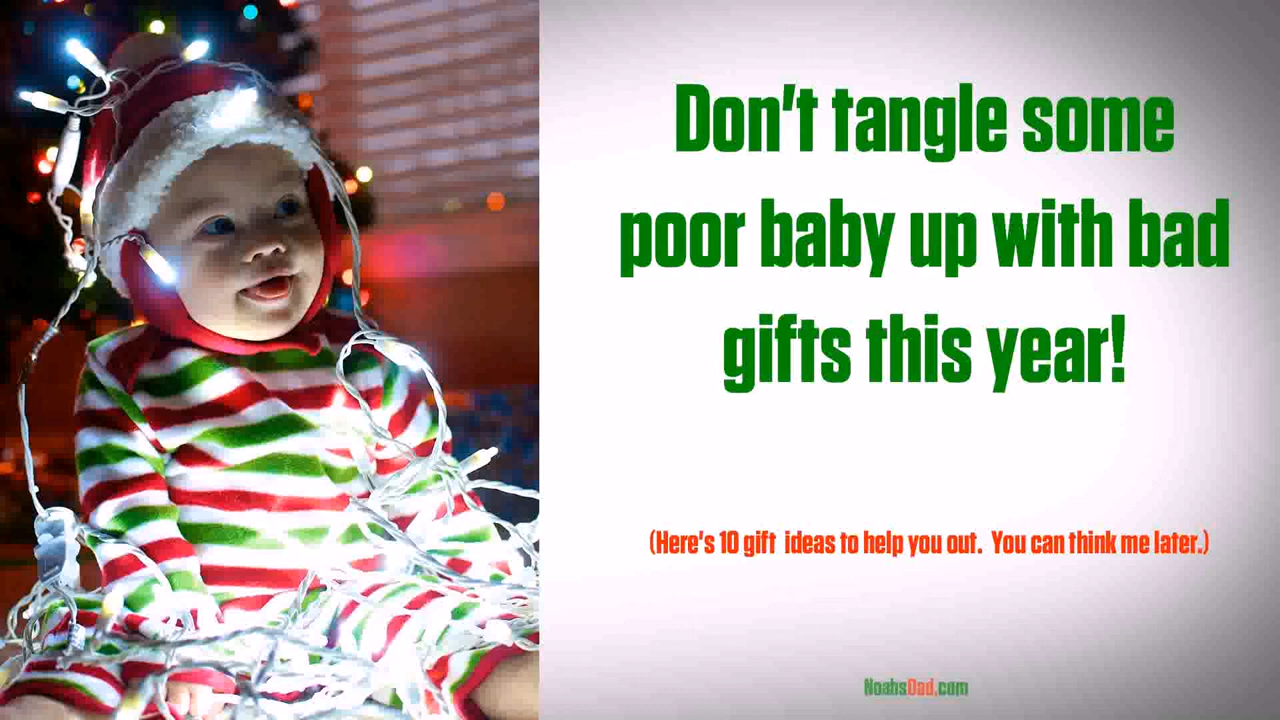 Don't tangle some
poor baby up with bad
gifts this year!
(Here's 10 gift ideas to help you out. You can think me later.)
NoahsDad.com